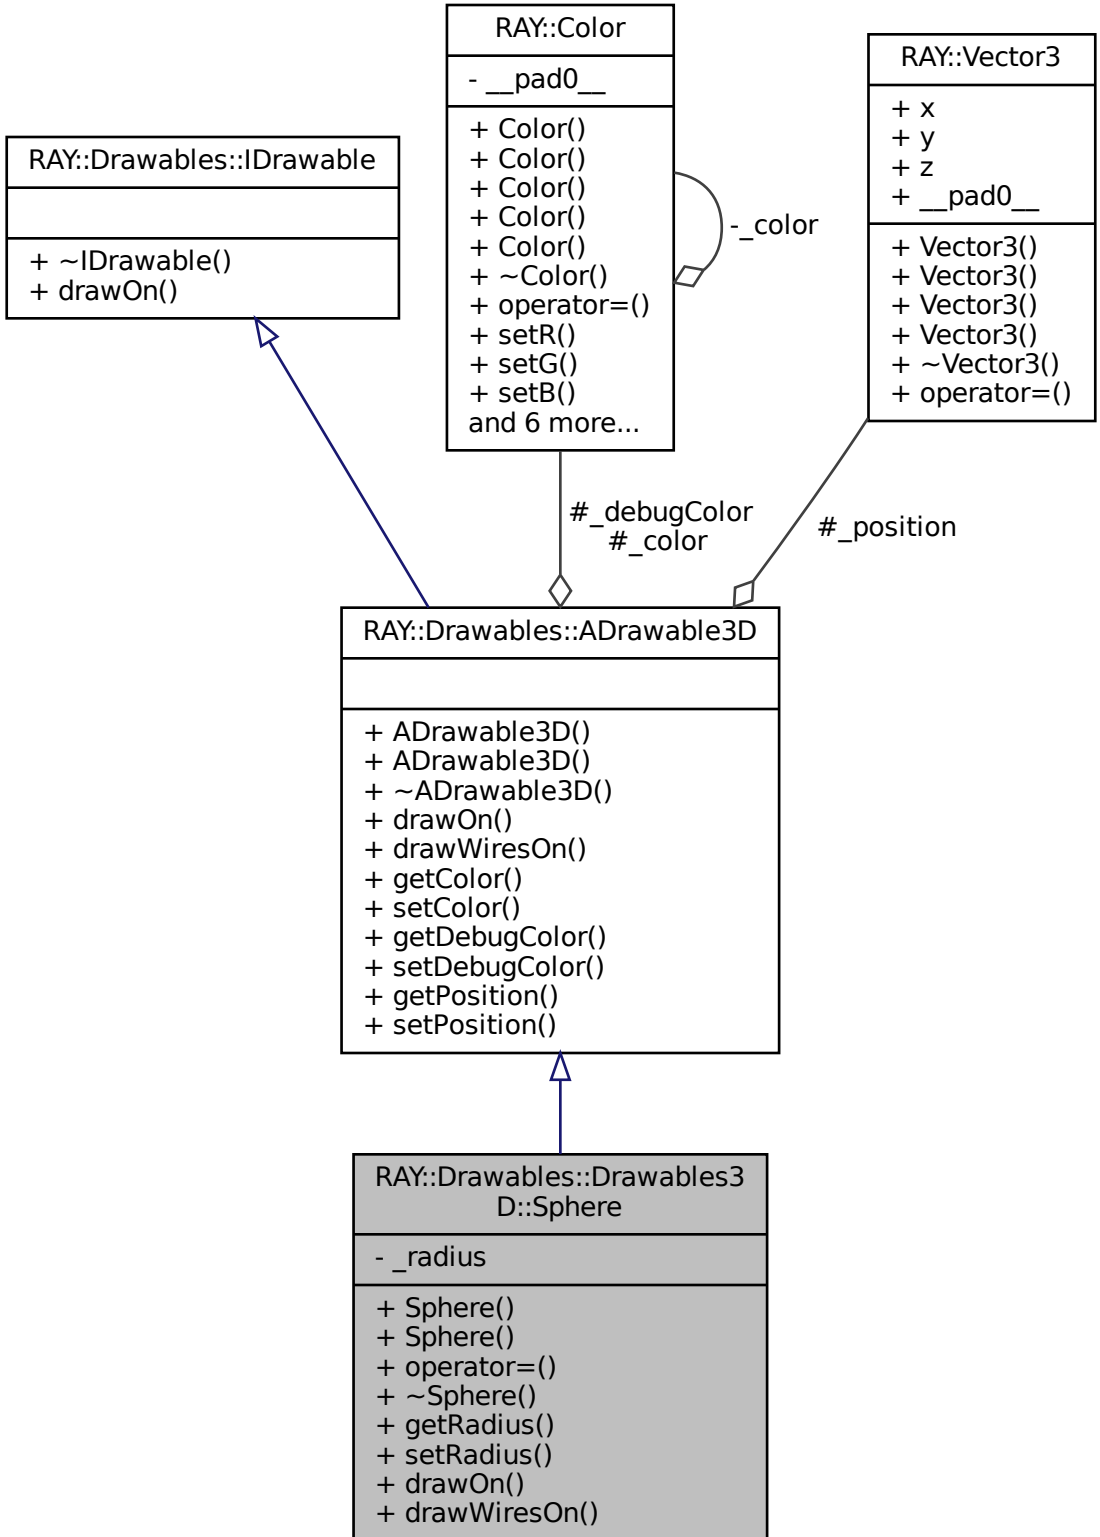 RAY::Color
- __pad0__
+ Color()
+ Color()
+ Color()
+ Color()
+ Color()
+ ~Color()
+ operator=()
+ setR()
+ setG()
+ setB()
and 6 more...
-_color
RAY::Vector3
+ x
+ y
+ z
+ __pad0__
+ Vector3()
+ Vector3()
+ Vector3()
+ Vector3()
+ ~Vector3()
+ operator=()
RAY::Drawables::IDrawable
+ ~IDrawable()
+ drawOn()
#_debugColor
#_color
#_position
RAY::Drawables::ADrawable3D
+ ADrawable3D()
+ ADrawable3D()
+ ~ADrawable3D()
+ drawOn()
+ drawWiresOn()
+ getColor()
+ setColor()
+ getDebugColor()
+ setDebugColor()
+ getPosition()
+ setPosition()
RAY::Drawables::Drawables3
D::Sphere
- _radius
+ Sphere()
+ Sphere()
+ operator=()
+ ~Sphere()
+ getRadius()
+ setRadius()
+ drawOn()
+ drawWiresOn()